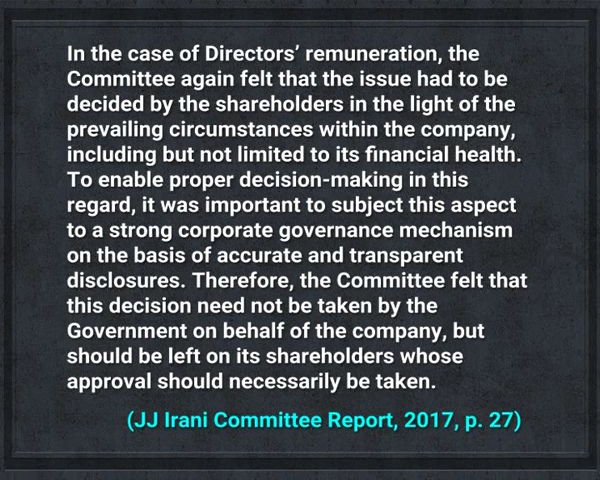 In the case of Directors’ remuneration, the
Committee again felt that the issue had to be
decided by the shareholders in the light of the
prevailing circumstances within the company,
including but not limited to its financial health.
To enable proper decision-making in this
regard, it was important to subject this aspect
to a strong corporate governance mechanism
on the basis of accurate and transparent
disclosures. Therefore, the Committee felt that
this decision need not be taken by the
Government on behalf of the company, but
should be left on its shareholders whose
approval should necessarily be taken.
(JJ Irani Committee Report, 2017, p. 27)